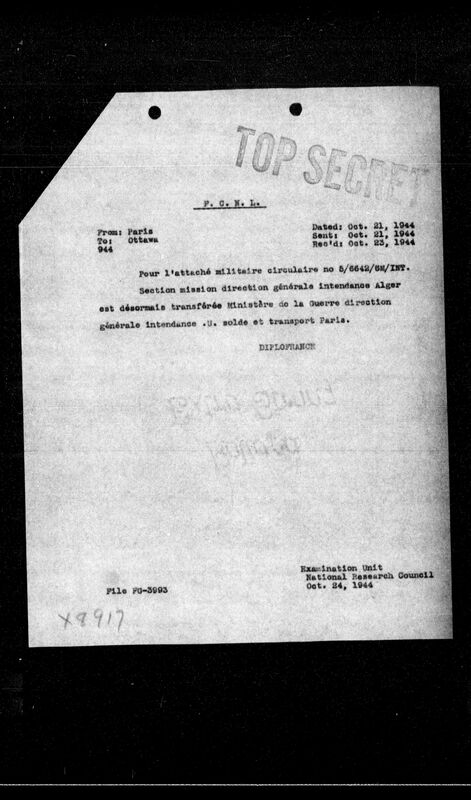 TOP SECRET
F. C. N. L.
From: Paris
To: Ottawa
944
Dated: Oct. 21, 1944
Sent: Oct. 21, 1944
Rec'd: Oct. 23, 1944
Pour l'attaché militaire circulaire no 5/6642/SM/INT.
Section mission direction générale intendance Alger
est désormais transférée Ministère de la Guerre direction
générale intendance .U. solde et transport Paris.
DIPLOFRANCE
Examination Unit
National Research Council
Oct. 24, 1944
File FG-3993
X8917